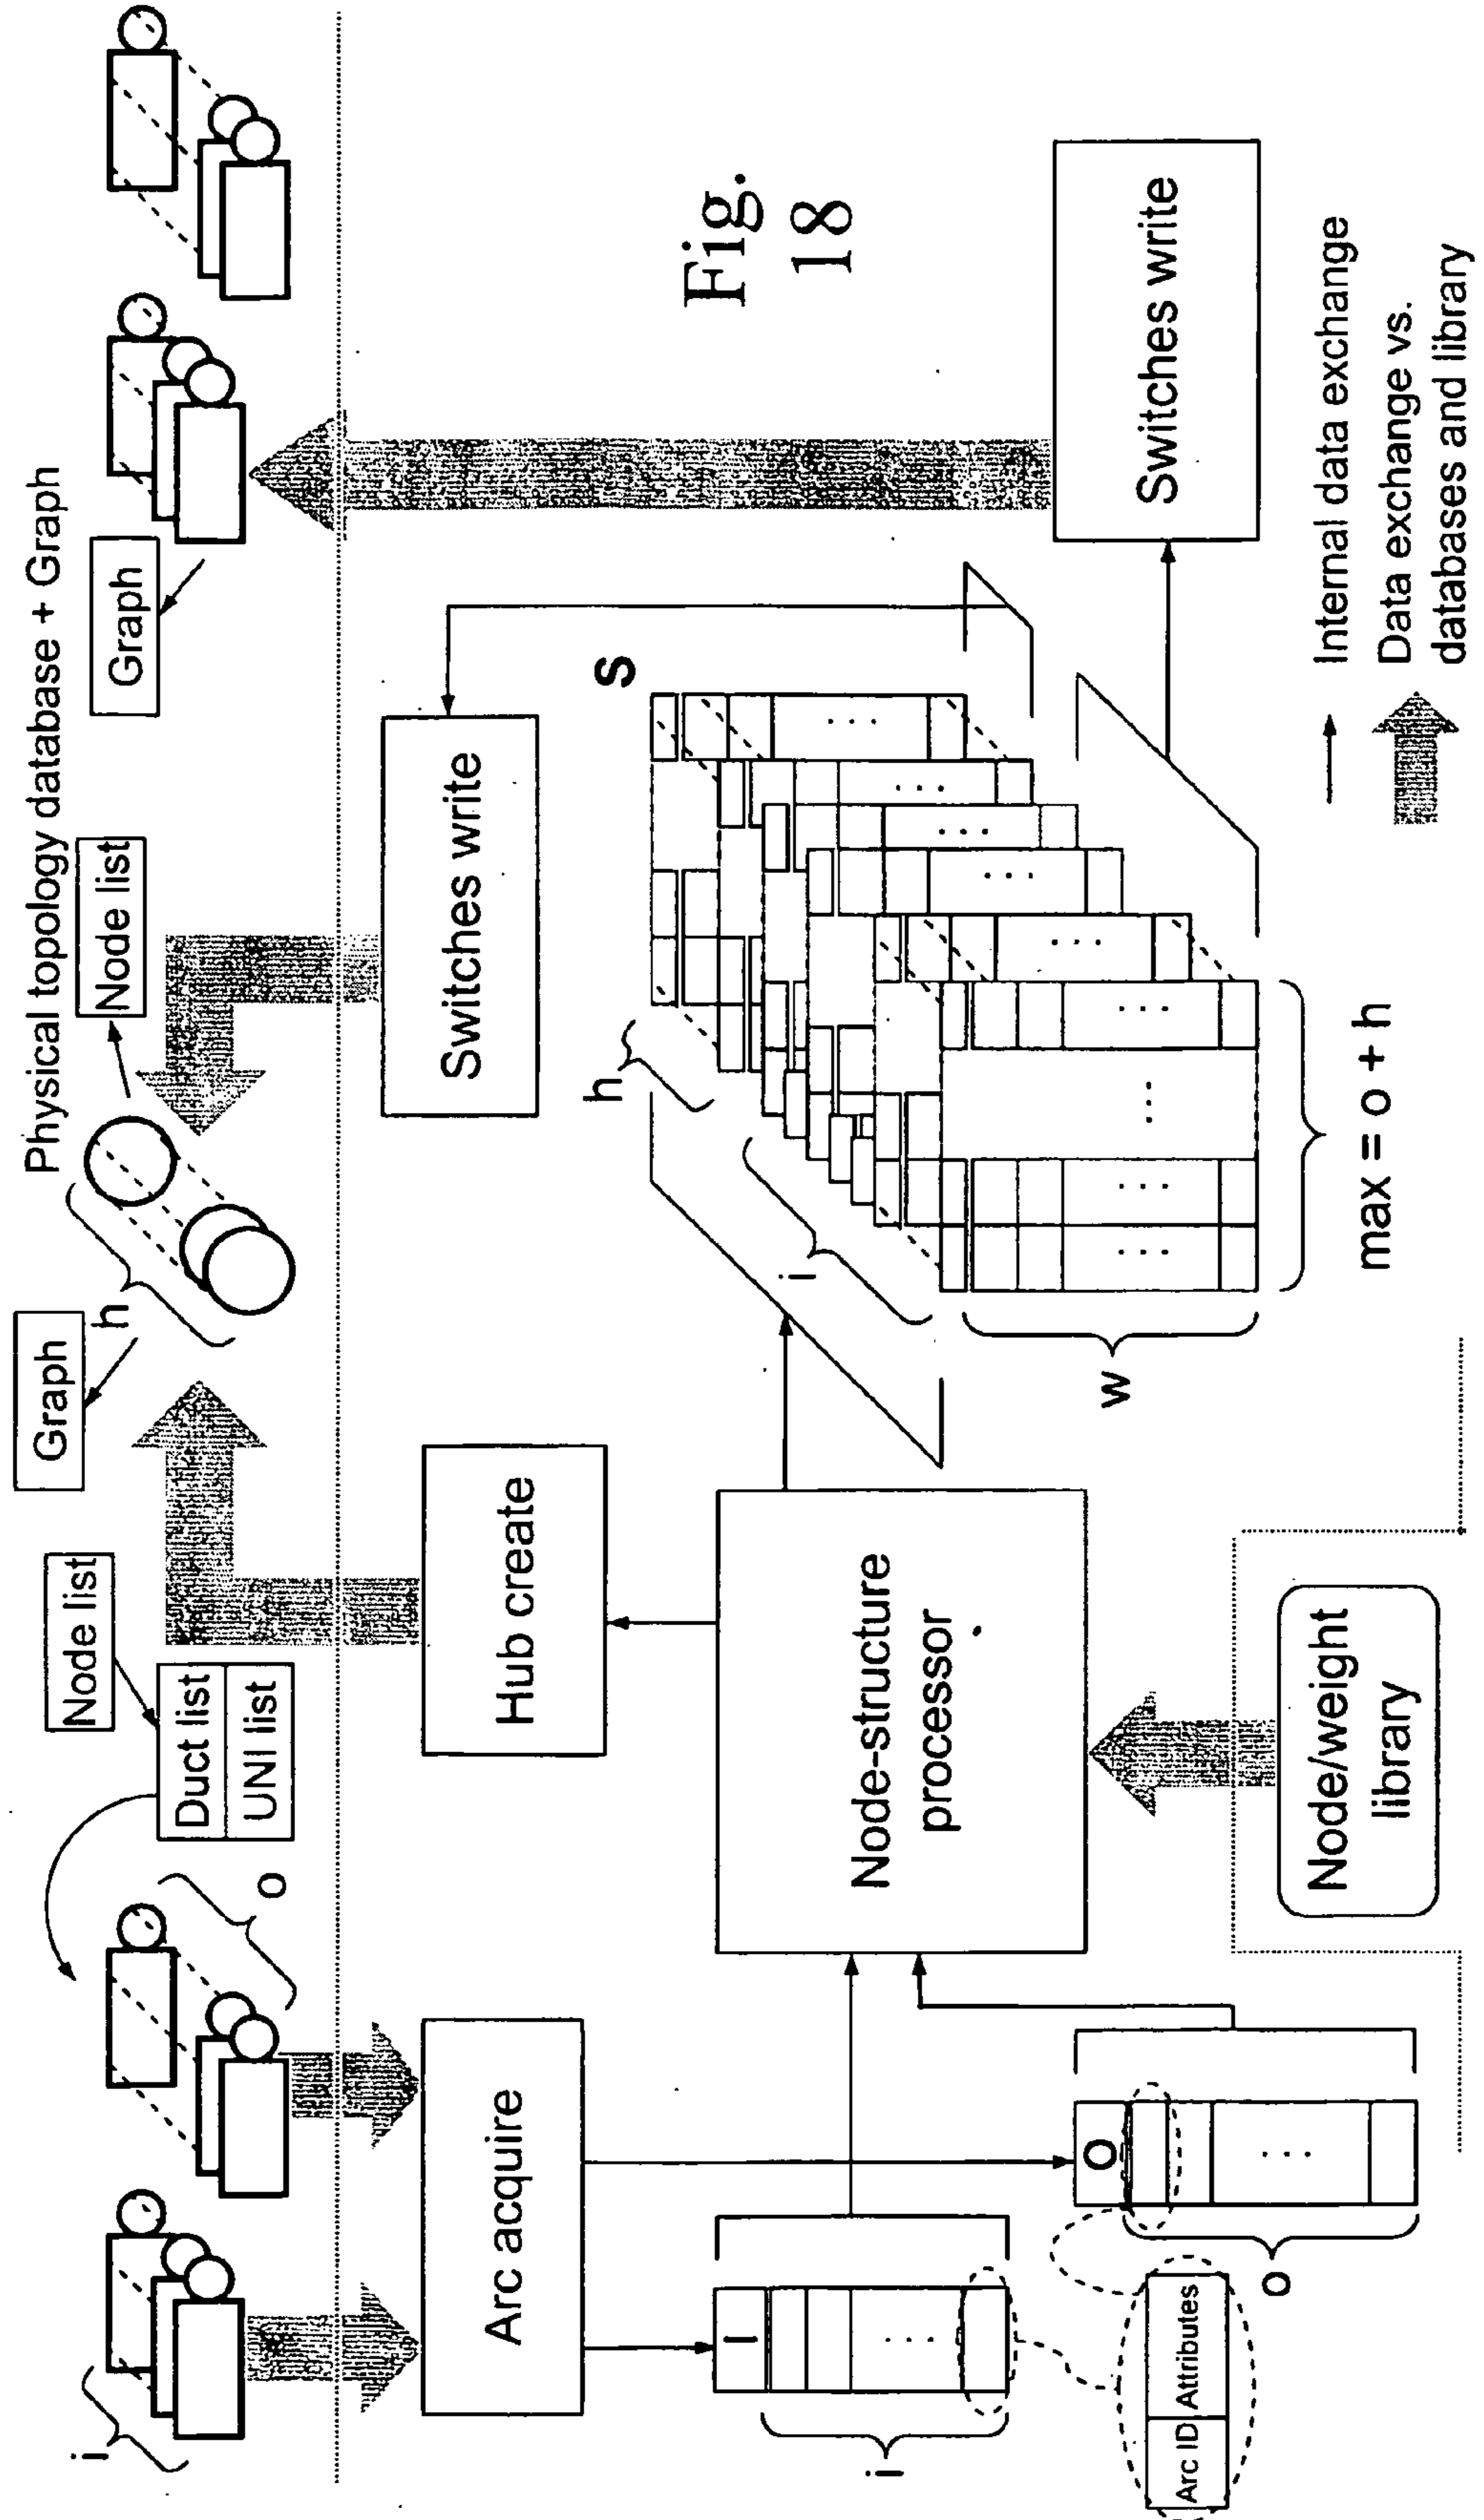 Physical topology database + Graph
i
o
Node list
Duct list
UNI list
Graph
h
Node list
Graph
Arc acquire
Hub create
Switches write
I
i
Arc ID
Attributes
O
o
Node-structure
processor
Node/weight
library
h
i
s
w
max = o + h
Switches write
Fig.
18
Internal data exchange
Data exchange vs.
databases and library